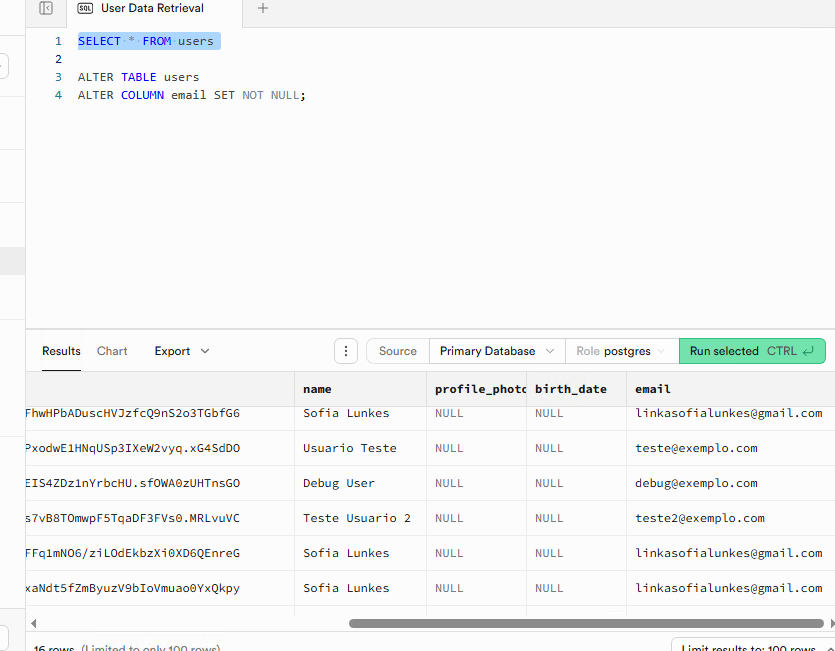 SQL User Data Retrieval +
1 SELECT * FROM users
2
3 ALTER TABLE users
4 ALTER COLUMN email SET NOT NULL;
Results Chart Export Source Primary Database Role postgres Run selected CTRL ↵
name profile_photo birth_date email
FhwHPbADuscHVJzfcQ9nS2o3TGbfG6 Sofia Lunkes NULL NULL linkasofialunkes@gmail.com
PxodwE1HNqUSp3IXeW2vyq.xG4SdDO Usuario Teste NULL NULL teste@exemplo.com
EIS4ZDz1nYrbcHU.sfOWA0zUHTnsGO Debug User NULL NULL debug@exemplo.com
s7vB8TOmwpF5TqaDF3FVs0.MRLvuVC Teste Usuario 2 NULL NULL teste2@exemplo.com
FFq1mNO6/ziLOdEkbzXi0XD6QEnreG Sofia Lunkes NULL NULL linkasofialunkes@gmail.com
xaNdt5fZmByuzV9bIoVmuao0YxQkpy Sofia Lunkes NULL NULL linkasofialunkes@gmail.com
16 rows (Limited to only 100 rows) Limit results to: 100 rows